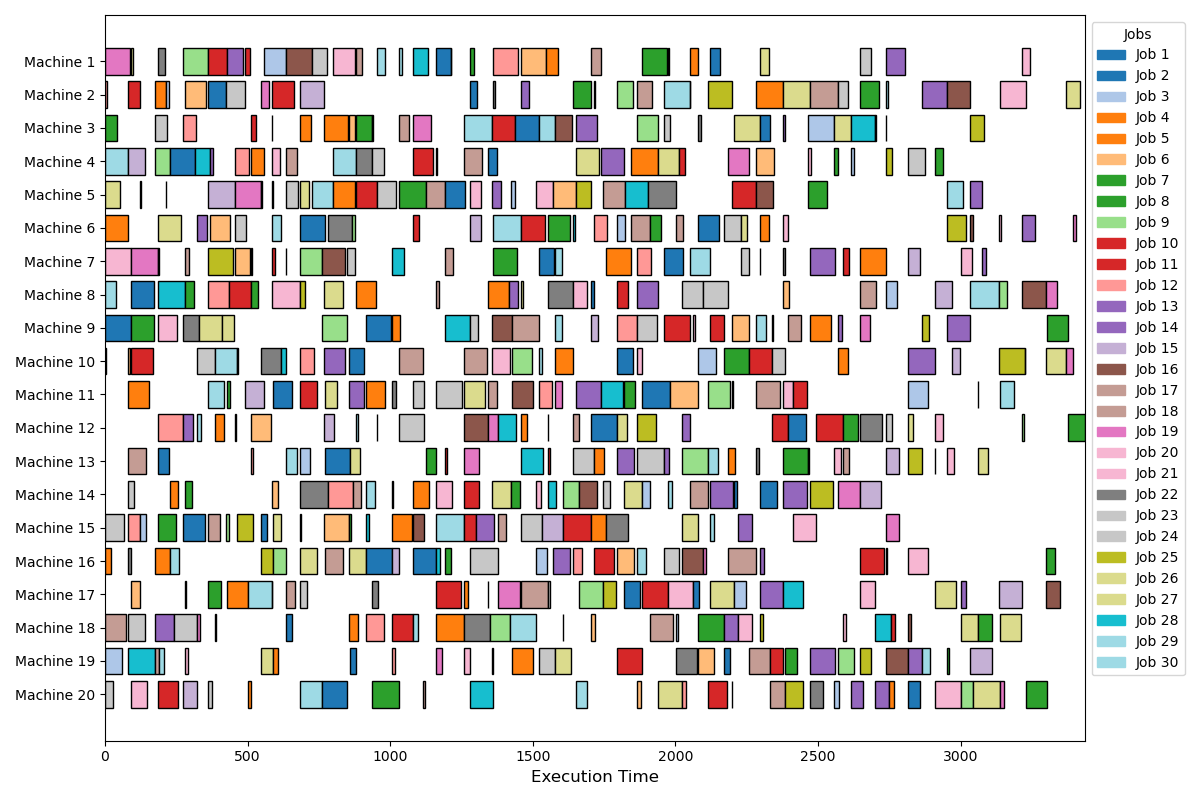 Machine 1
Machine 2
Machine 3
Machine 4
Machine 5
Machine 6
Machine 7
Machine 8
Machine 9
Machine 10
Machine 11
Machine 12
Machine 13
Machine 14
Machine 15
Machine 16
Machine 17
Machine 18
Machine 19
Machine 20
0 500 1000 1500 2000 2500 3000
Execution Time
Jobs
Job 1
Job 2
Job 3
Job 4
Job 5
Job 6
Job 7
Job 8
Job 9
Job 10
Job 11
Job 12
Job 13
Job 14
Job 15
Job 16
Job 17
Job 18
Job 19
Job 20
Job 21
Job 22
Job 23
Job 24
Job 25
Job 26
Job 27
Job 28
Job 29
Job 30